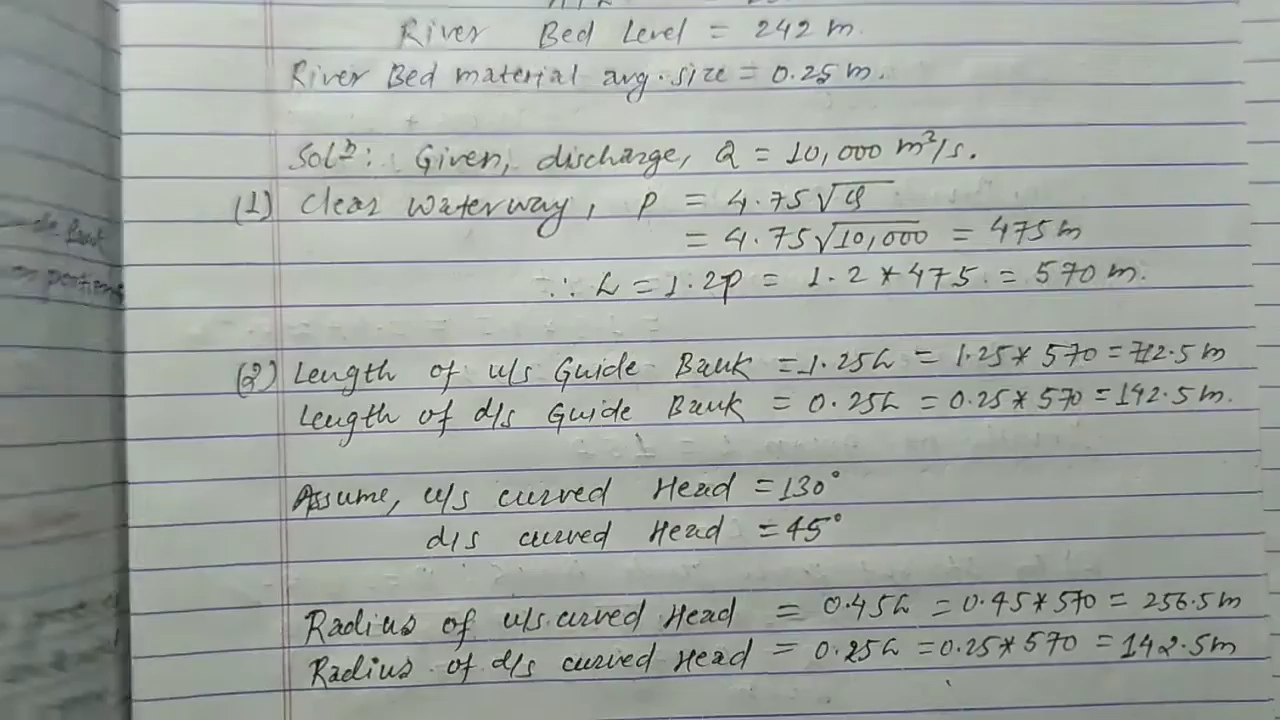 River Bed Level = 242 m.
River Bed material avg. size = 0.25 m.
Solⁿ: Given, discharge, Q = 10,000 m³/s.
(1) Clear waterway, P = 4.75√Q
= 4.75√10,000 = 475 m
∴ L = 1.2P = 1.2 * 475. = 570 m.
(2) Length of u/s Guide Bank = 1.25L = 1.25 * 570 = 712.5 m
Length of d/s Guide Bank = 0.25L = 0.25 * 570 = 142.5 m.
Assume, u/s curved Head = 130°
d/s curved Head = 45°
Radius of u/s curved Head = 0.45L = 0.45 * 570 = 256.5 m
Radius of d/s curved Head = 0.25L = 0.25 * 570 = 142.5 m